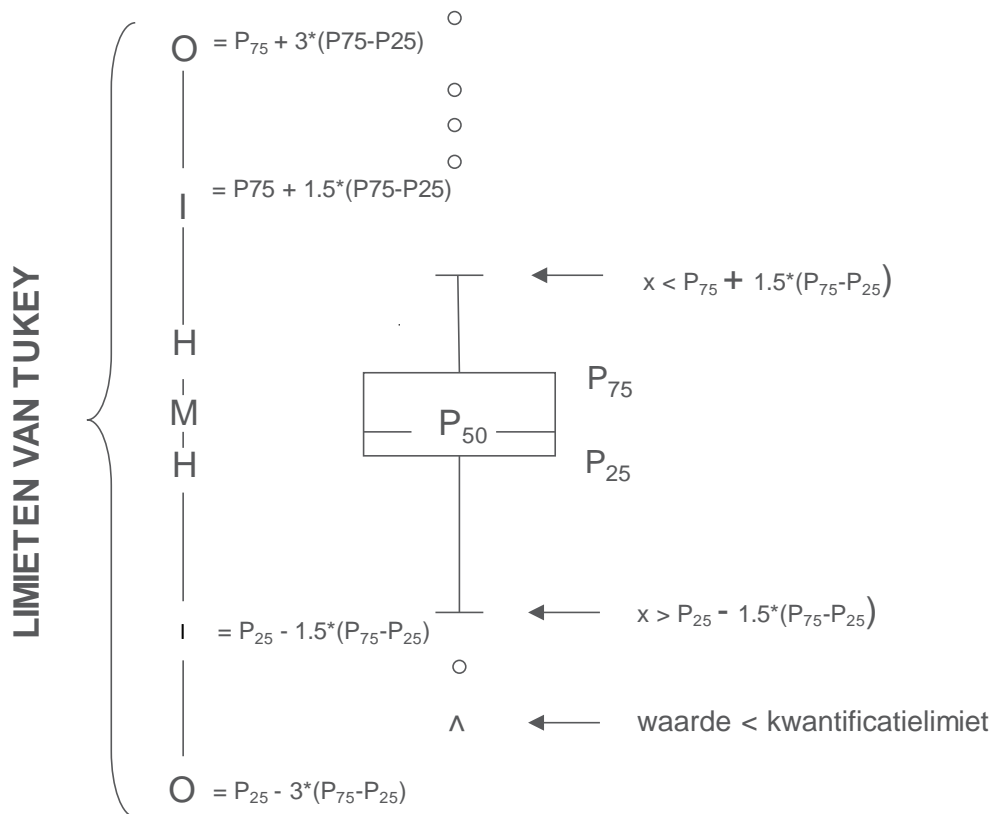 LIMIETEN VAN TUKEY
O = P75 + 3*(P75-P25)
I = P75 + 1.5*(P75-P25)
x < P75 + 1.5*(P75-P25)
H
P75
M
P50
H
P25
x > P25 - 1.5*(P75-P25)
I = P25 - 1.5*(P75-P25)
^ waarde < kwantificatielimiet
O = P25 - 3*(P75-P25)